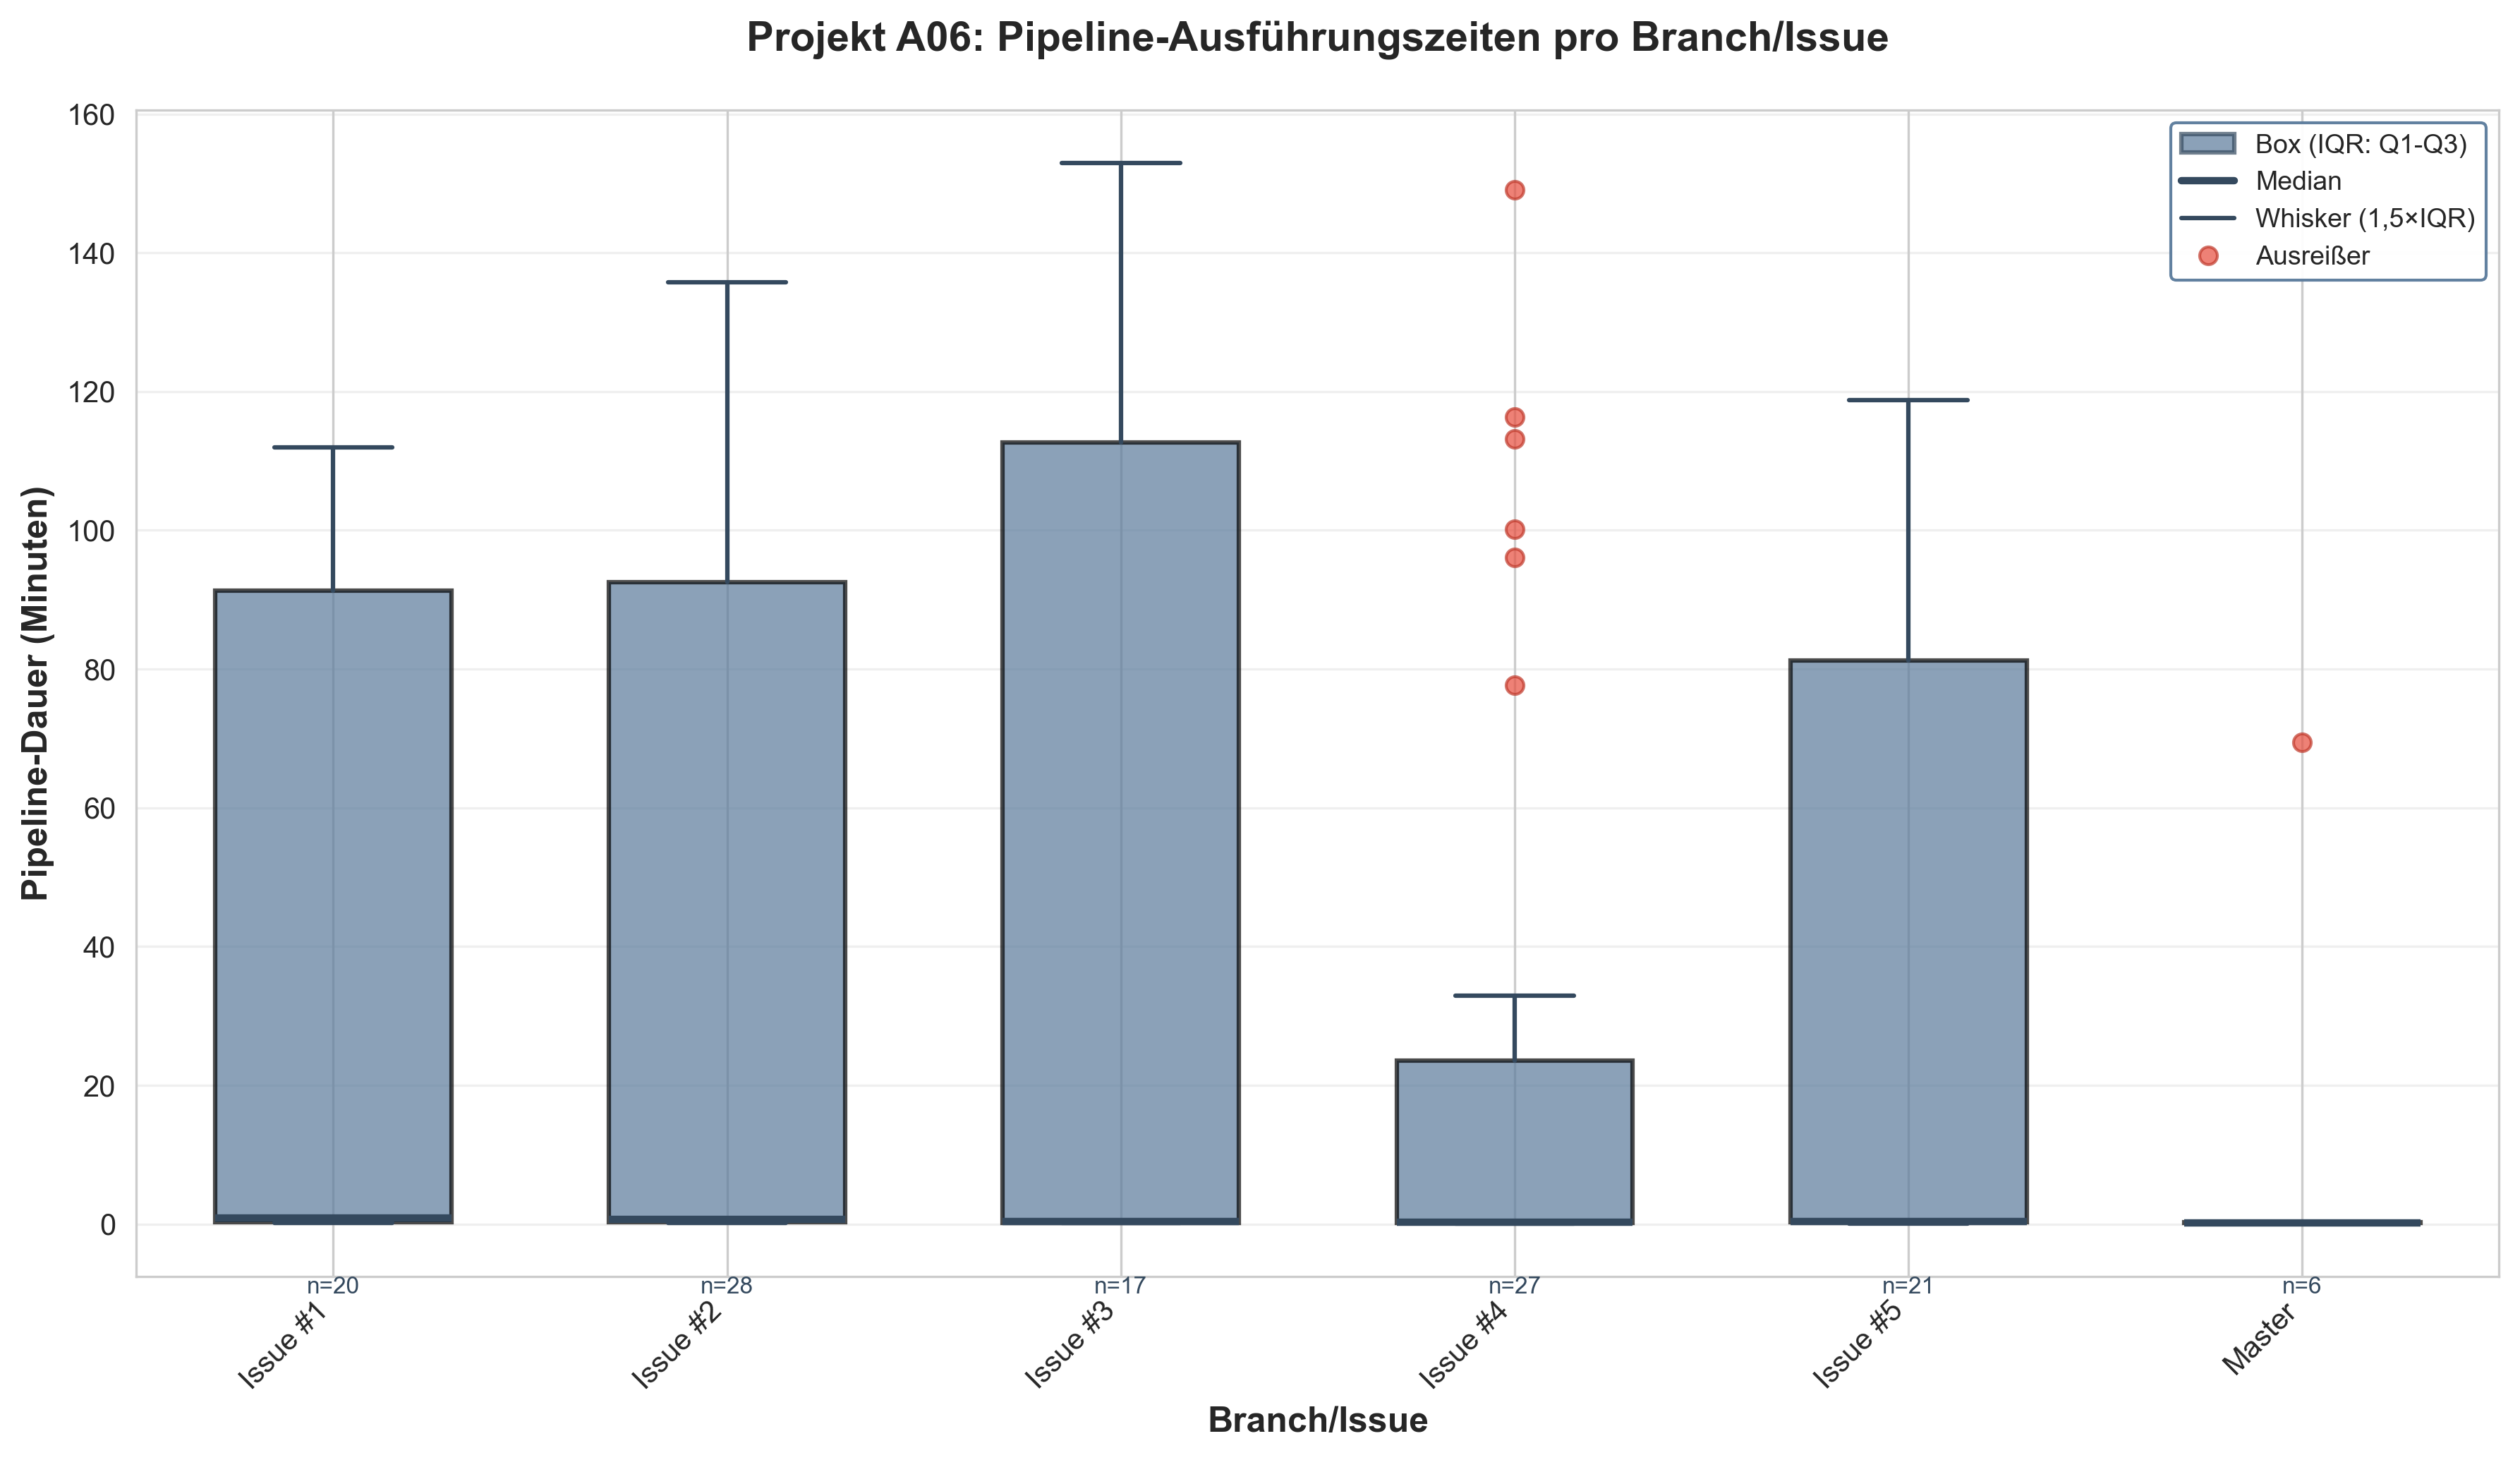 Projekt A06: Pipeline-Ausführungszeiten pro Branch/Issue
160
140
120
100
80
60
40
20
0
Pipeline-Dauer (Minuten)
Box (IQR: Q1-Q3)
Median
Whisker (1,5×IQR)
Ausreißer
n=20
n=28
n=17
n=27
n=21
n=6
Issue #1
Issue #2
Issue #3
Issue #4
Issue #5
Master
Branch/Issue